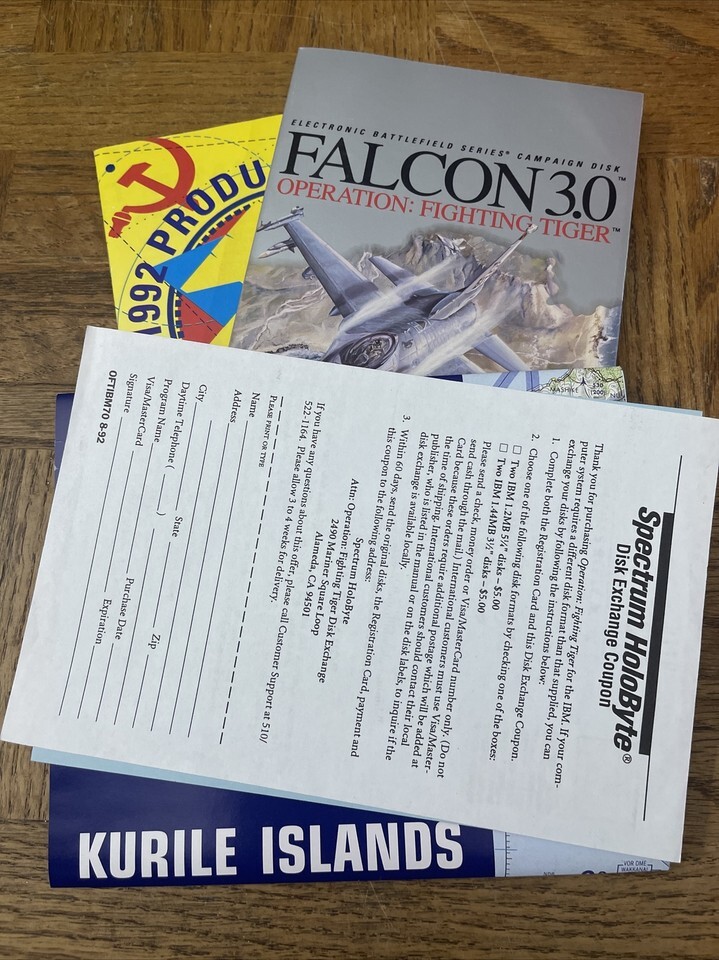 ELECTRONIC BATTLEFIELD SERIES® CAMPAIGN DISK
FALCON 3.0™
OPERATION: FIGHTING TIGER™
1992 PRODU
Spectrum HoloByte®
Disk Exchange Coupon
Thank you for purchasing Operation: Fighting Tiger for the IBM. If your com-
puter system requires a different disk format than that supplied, you can
exchange your disks by following the instructions below:
1. Complete both the Registration Card and this Disk Exchange Coupon.
2. Choose one of the following disk formats by checking one of the boxes:
☐ Two IBM 1.2MB 5¼" disks – $5.00
☐ Two IBM 1.44MB 3½" disks – $5.00
Please send a check, money order or Visa/MasterCard number only. (Do not
send cash through the mail.) International customers must use Visa/Master-
Card because these orders require additional postage which will be added at
the time of shipping. International customers should contact their local
publisher, who is listed in the manual or on the disk labels, to inquire if the
disk exchange is available locally.
3. Within 60 days, send the original disks, the Registration Card, payment and
this coupon to the following address:
Spectrum HoloByte
Attn: Operation: Fighting Tiger Disk Exchange
2490 Mariner Square Loop
Alameda, CA 94501
If you have any questions about this offer, please call Customer Support at 510/
522-1164. Please allow 3 to 4 weeks for delivery.
PLEASE PRINT OR TYPE
Name
Address
City State Zip
Daytime Telephone ( )
Program Name Purchase Date
Visa/MasterCard Expiration
Signature
OFTIBM70 8-92
MASHIKE
KURILE ISLANDS
VOR DME
WAKKANAI